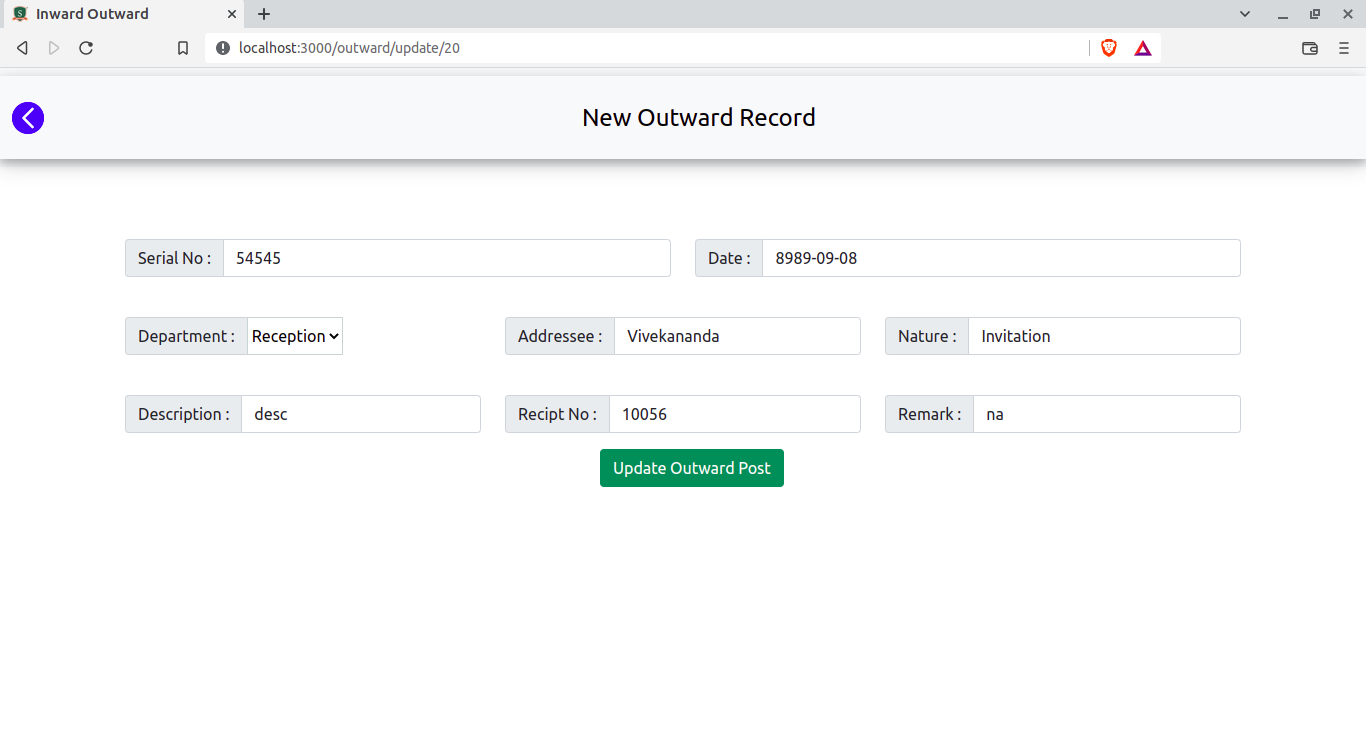 Inward Outward
localhost:3000/outward/update/20
New Outward Record
Serial No : 54545 Date : 8989-09-08
Department : Reception Addressee : Vivekananda Nature : Invitation
Description : desc Recipt No : 10056 Remark : na
Update Outward Post